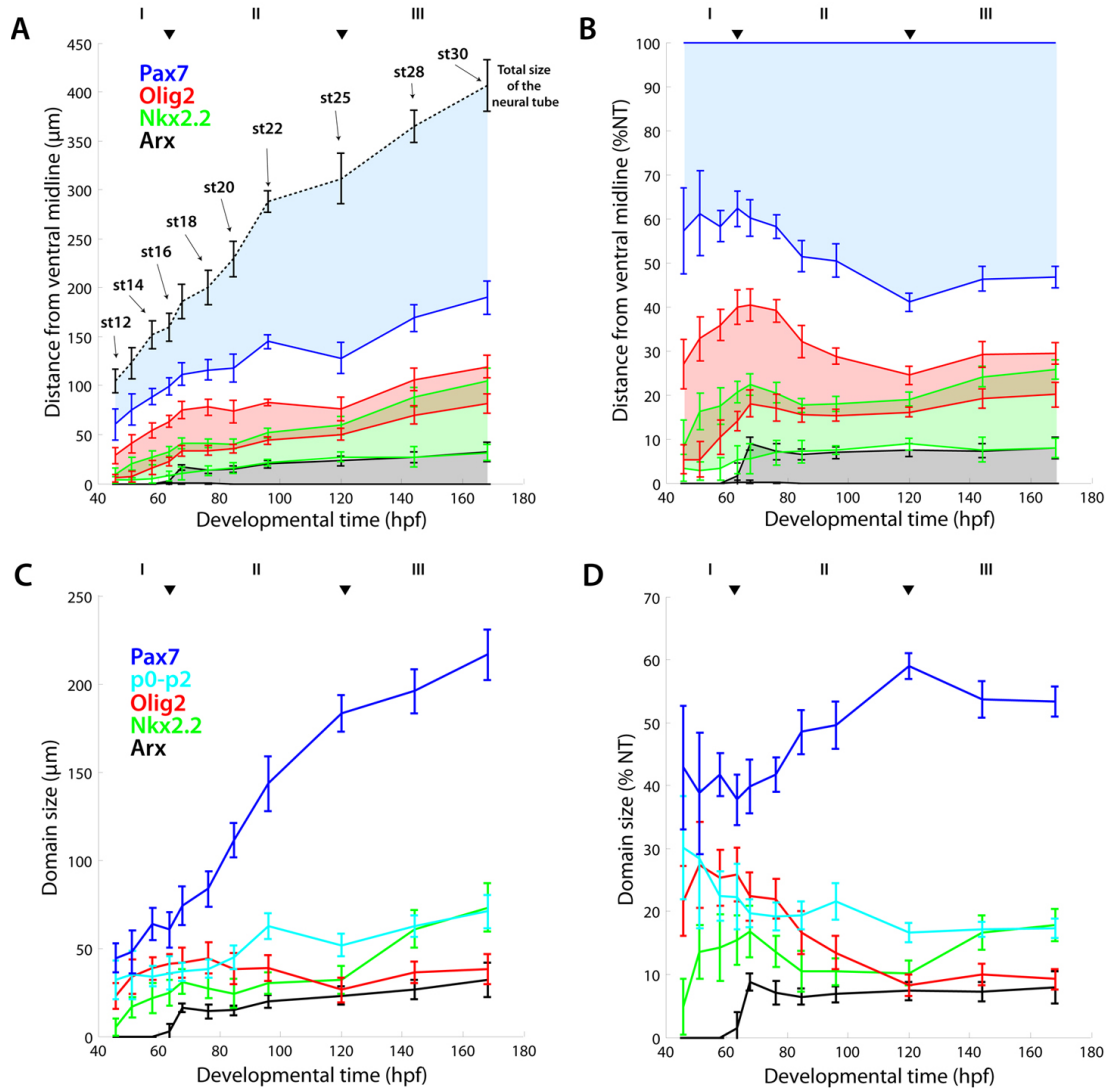 I II III
A
450
400
350
300
250
200
150
100
50
0
Distance from ventral midline (µm)
Pax7
Olig2
Nkx2.2
Arx
st12
st14
st16
st18
st20
st22
st25
st28
st30
Total size
of the
neural tube
40 60 80 100 120 140 160 180
Developmental time (hpf)
I II III
B
100
90
80
70
60
50
40
30
20
10
0
Distance from ventral midline (%NT)
40 60 80 100 120 140 160 180
Developmental time (hpf)
I II III
C
250
200
150
100
50
0
Domain size (µm)
Pax7
p0-p2
Olig2
Nkx2.2
Arx
40 60 80 100 120 140 160 180
Developmental time (hpf)
I II III
D
70
60
50
40
30
20
10
0
Domain size (% NT)
40 60 80 100 120 140 160 180
Developmental time (hpf)